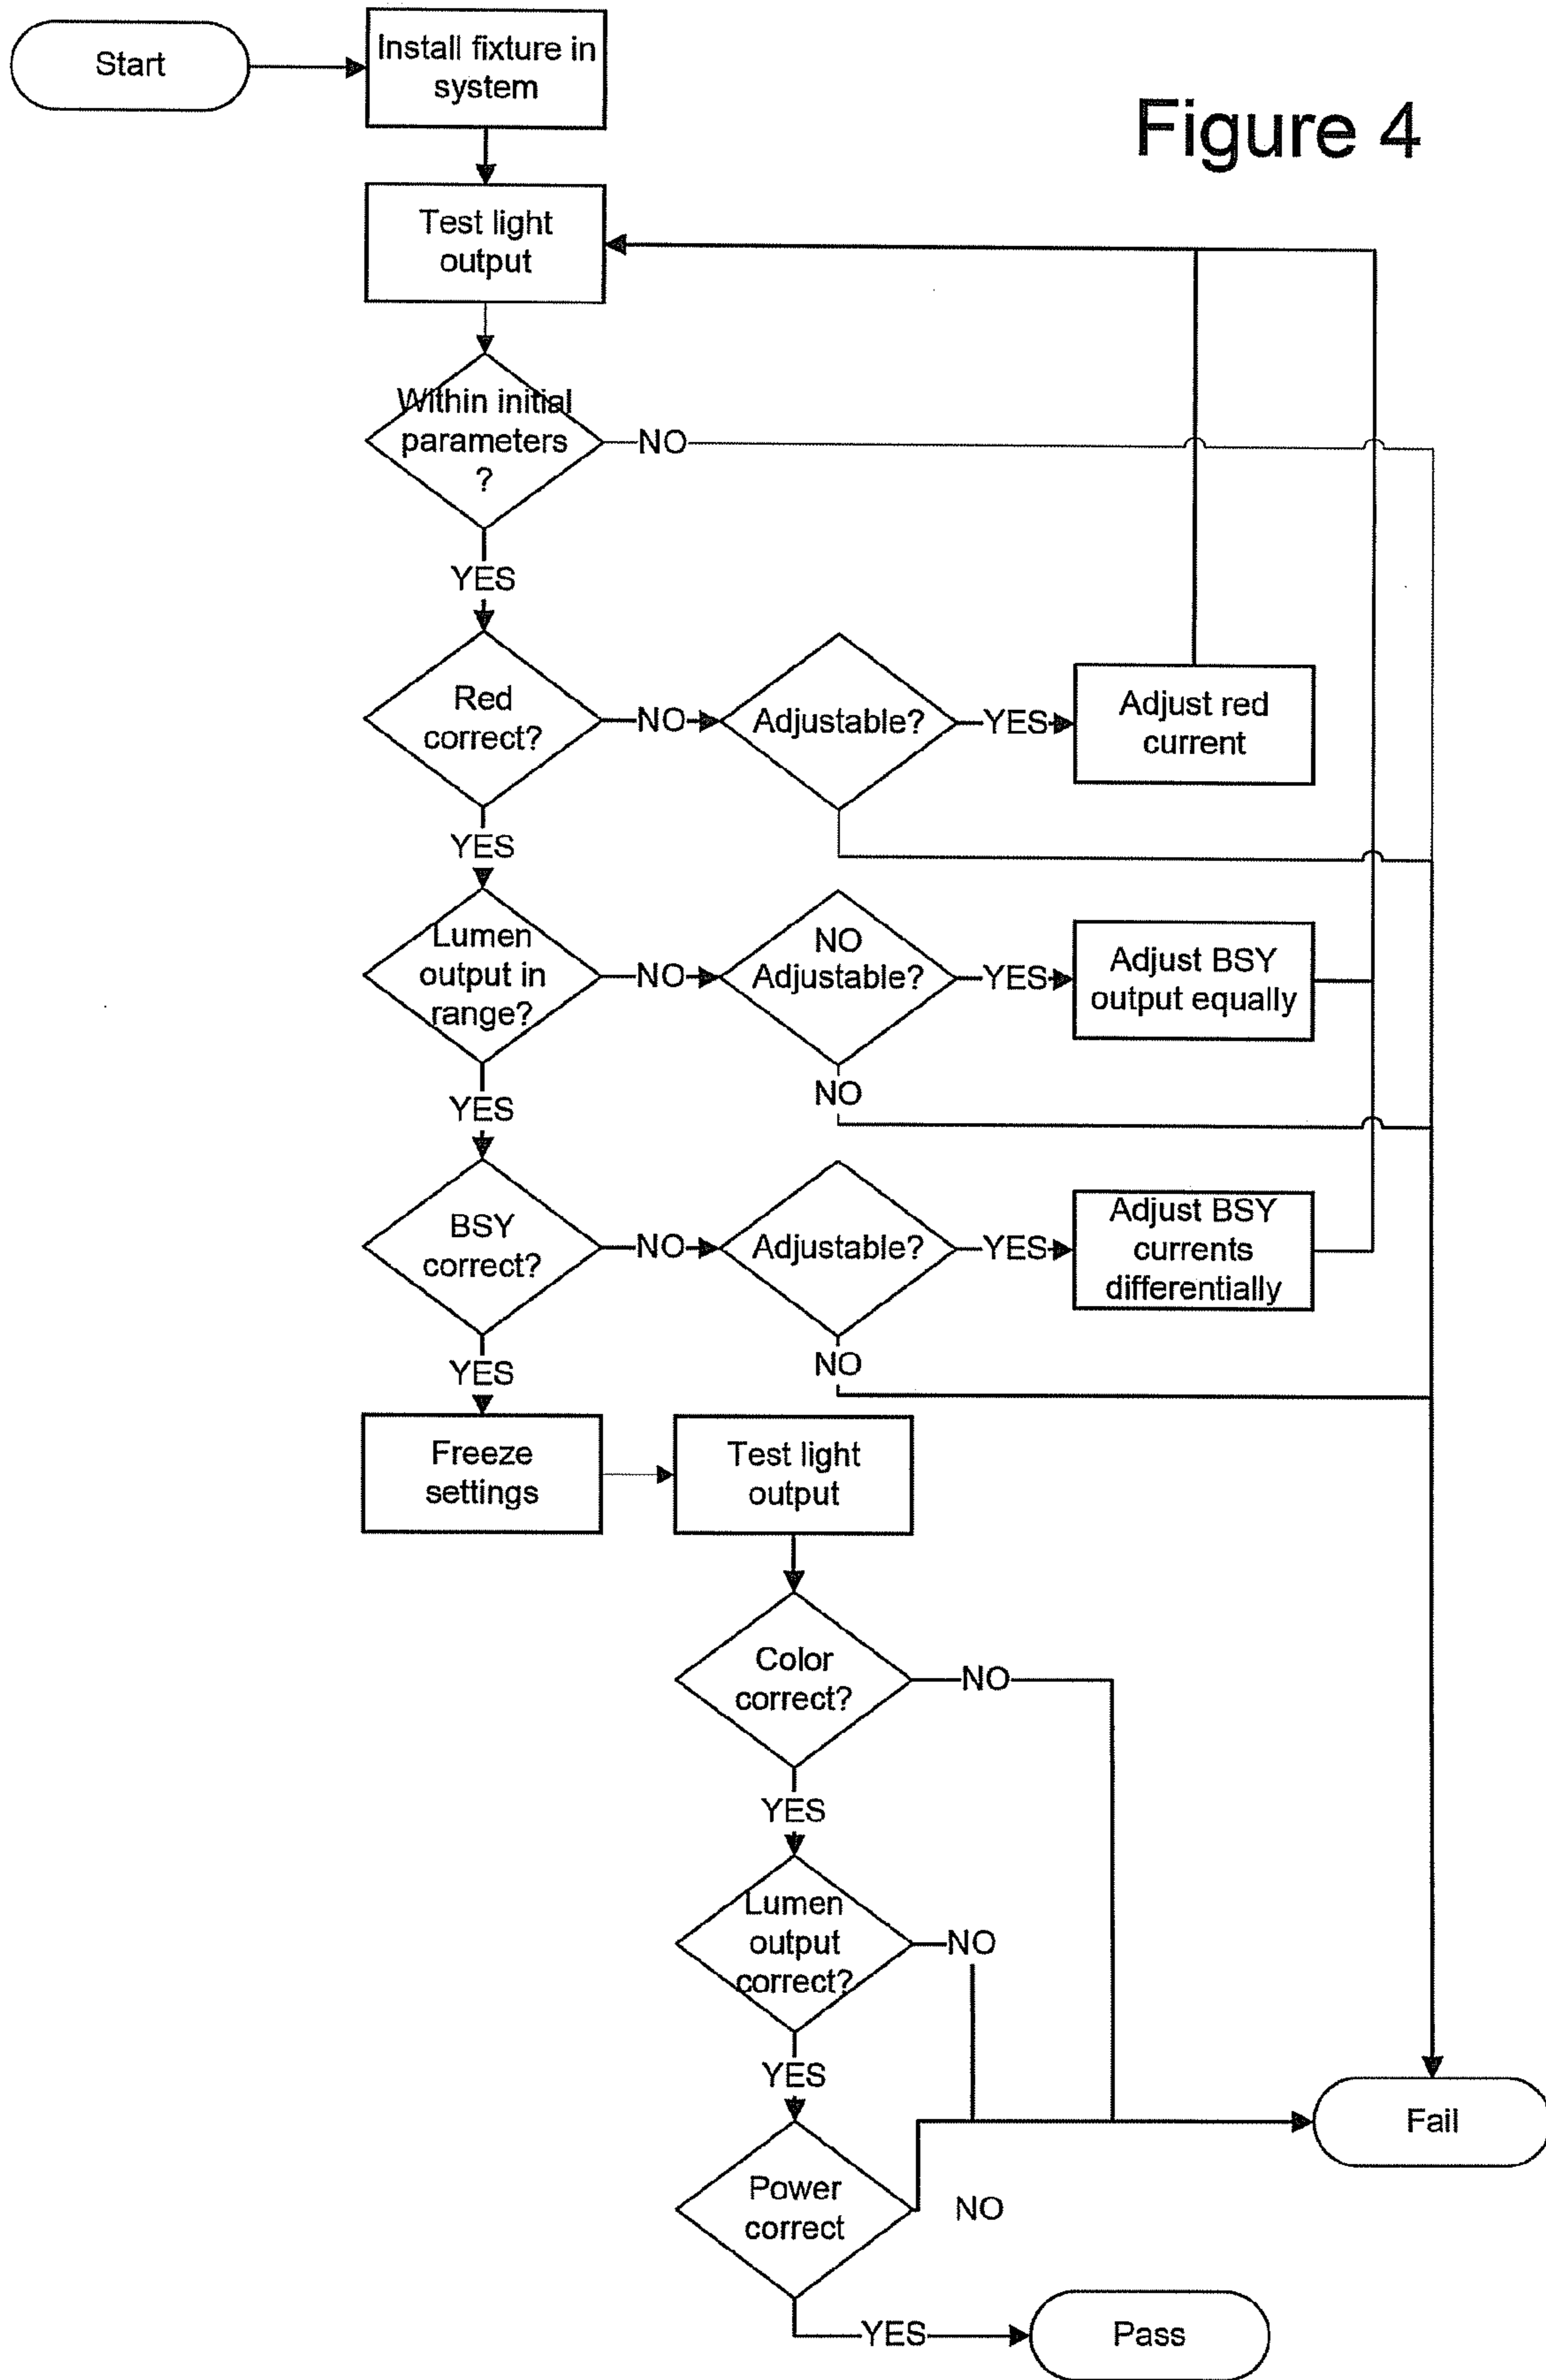 Start
Install fixture in
system
Figure 4
Test light
output
Within initial
parameters
?
NO
YES
Red
correct?
NO
Adjustable?
YES
Adjust red
current
YES
Lumen
output in
range?
NO
NO
Adjustable?
YES
Adjust BSY
output equally
NO
YES
BSY
correct?
NO
Adjustable?
YES
Adjust BSY
currents
differentially
NO
YES
Freeze
settings
Test light
output
Color
correct?
NO
YES
Lumen
output
correct?
NO
YES
Fail
Power
correct
NO
YES
Pass